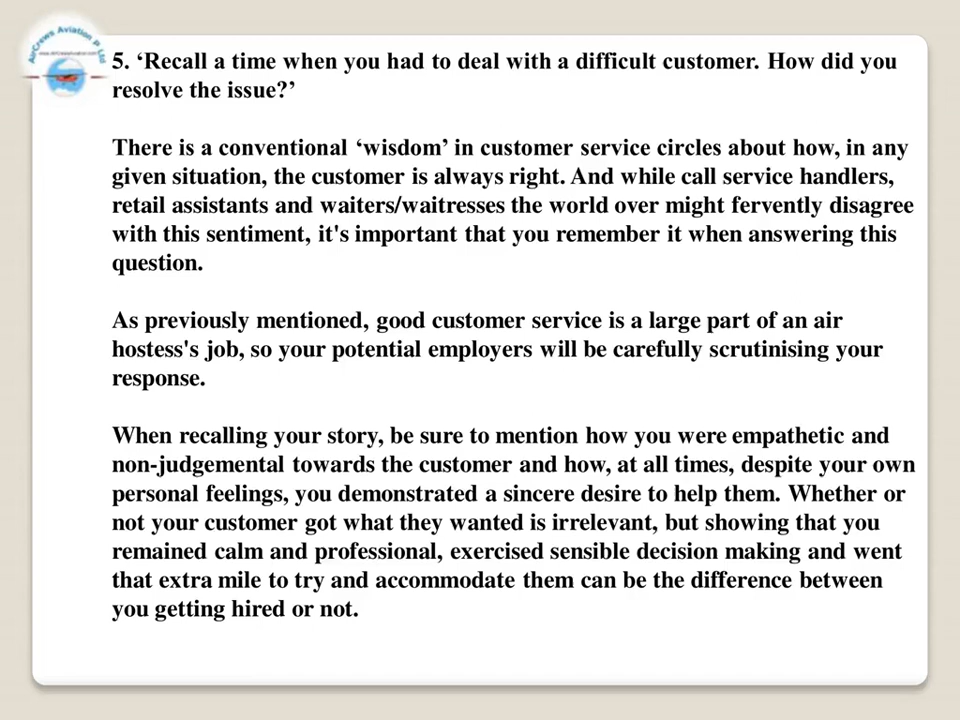 AirCrews Aviation P Ltd
5. ‘Recall a time when you had to deal with a difficult customer. How did you
resolve the issue?’
There is a conventional ‘wisdom’ in customer service circles about how, in any
given situation, the customer is always right. And while call service handlers,
retail assistants and waiters/waitresses the world over might fervently disagree
with this sentiment, it's important that you remember it when answering this
question.
As previously mentioned, good customer service is a large part of an air
hostess's job, so your potential employers will be carefully scrutinising your
response.
When recalling your story, be sure to mention how you were empathetic and
non-judgemental towards the customer and how, at all times, despite your own
personal feelings, you demonstrated a sincere desire to help them. Whether or
not your customer got what they wanted is irrelevant, but showing that you
remained calm and professional, exercised sensible decision making and went
that extra mile to try and accommodate them can be the difference between
you getting hired or not.